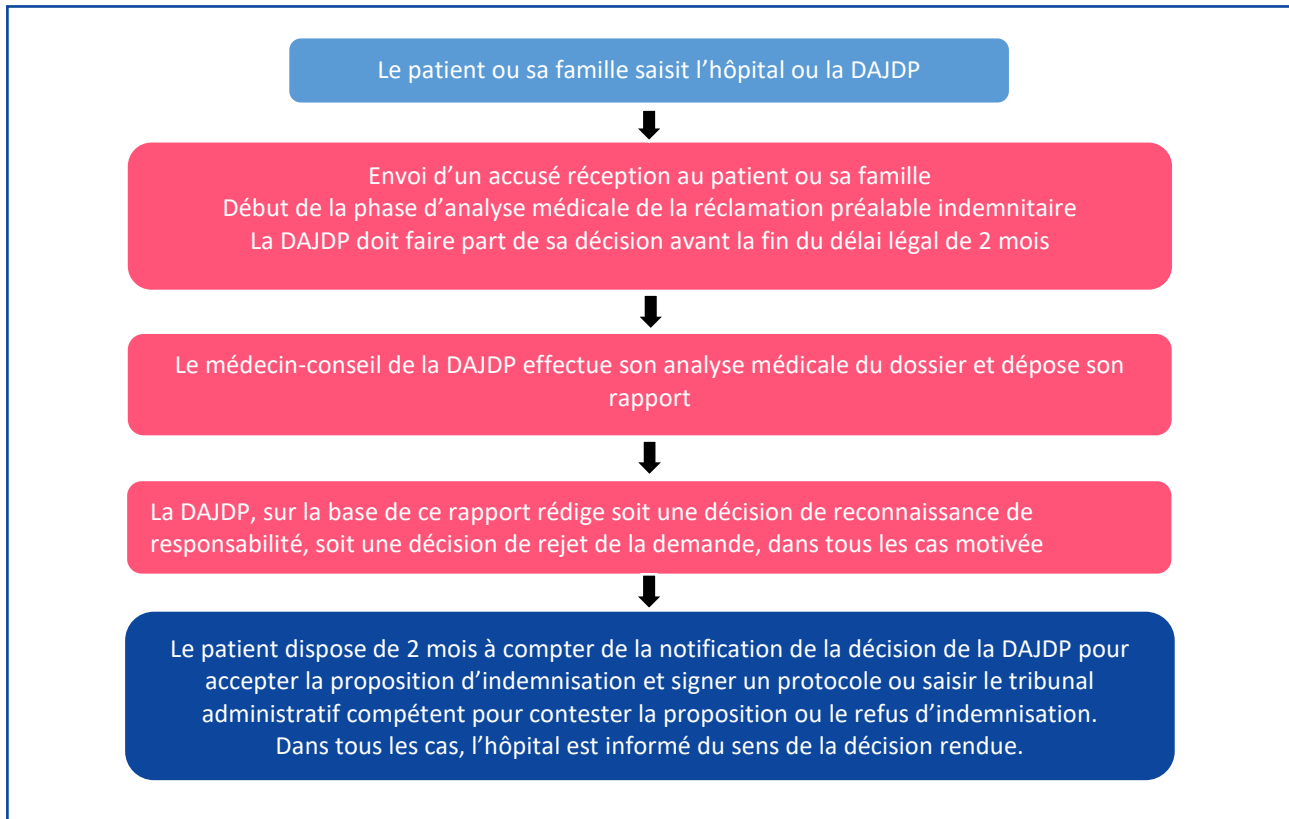 Le patient ou sa famille saisit l’hôpital ou la DAJDP
Envoi d’un accusé réception au patient ou sa famille
Début de la phase d’analyse médicale de la réclamation préalable indemnitaire
La DAJDP doit faire part de sa décision avant la fin du délai légal de 2 mois
Le médecin-conseil de la DAJDP effectue son analyse médicale du dossier et dépose son
rapport
La DAJDP, sur la base de ce rapport rédige soit une décision de reconnaissance de
responsabilité, soit une décision de rejet de la demande, dans tous les cas motivée
Le patient dispose de 2 mois à compter de la notification de la décision de la DAJDP pour
accepter la proposition d’indemnisation et signer un protocole ou saisir le tribunal
administratif compétent pour contester la proposition ou le refus d’indemnisation.
Dans tous les cas, l’hôpital est informé du sens de la décision rendue.